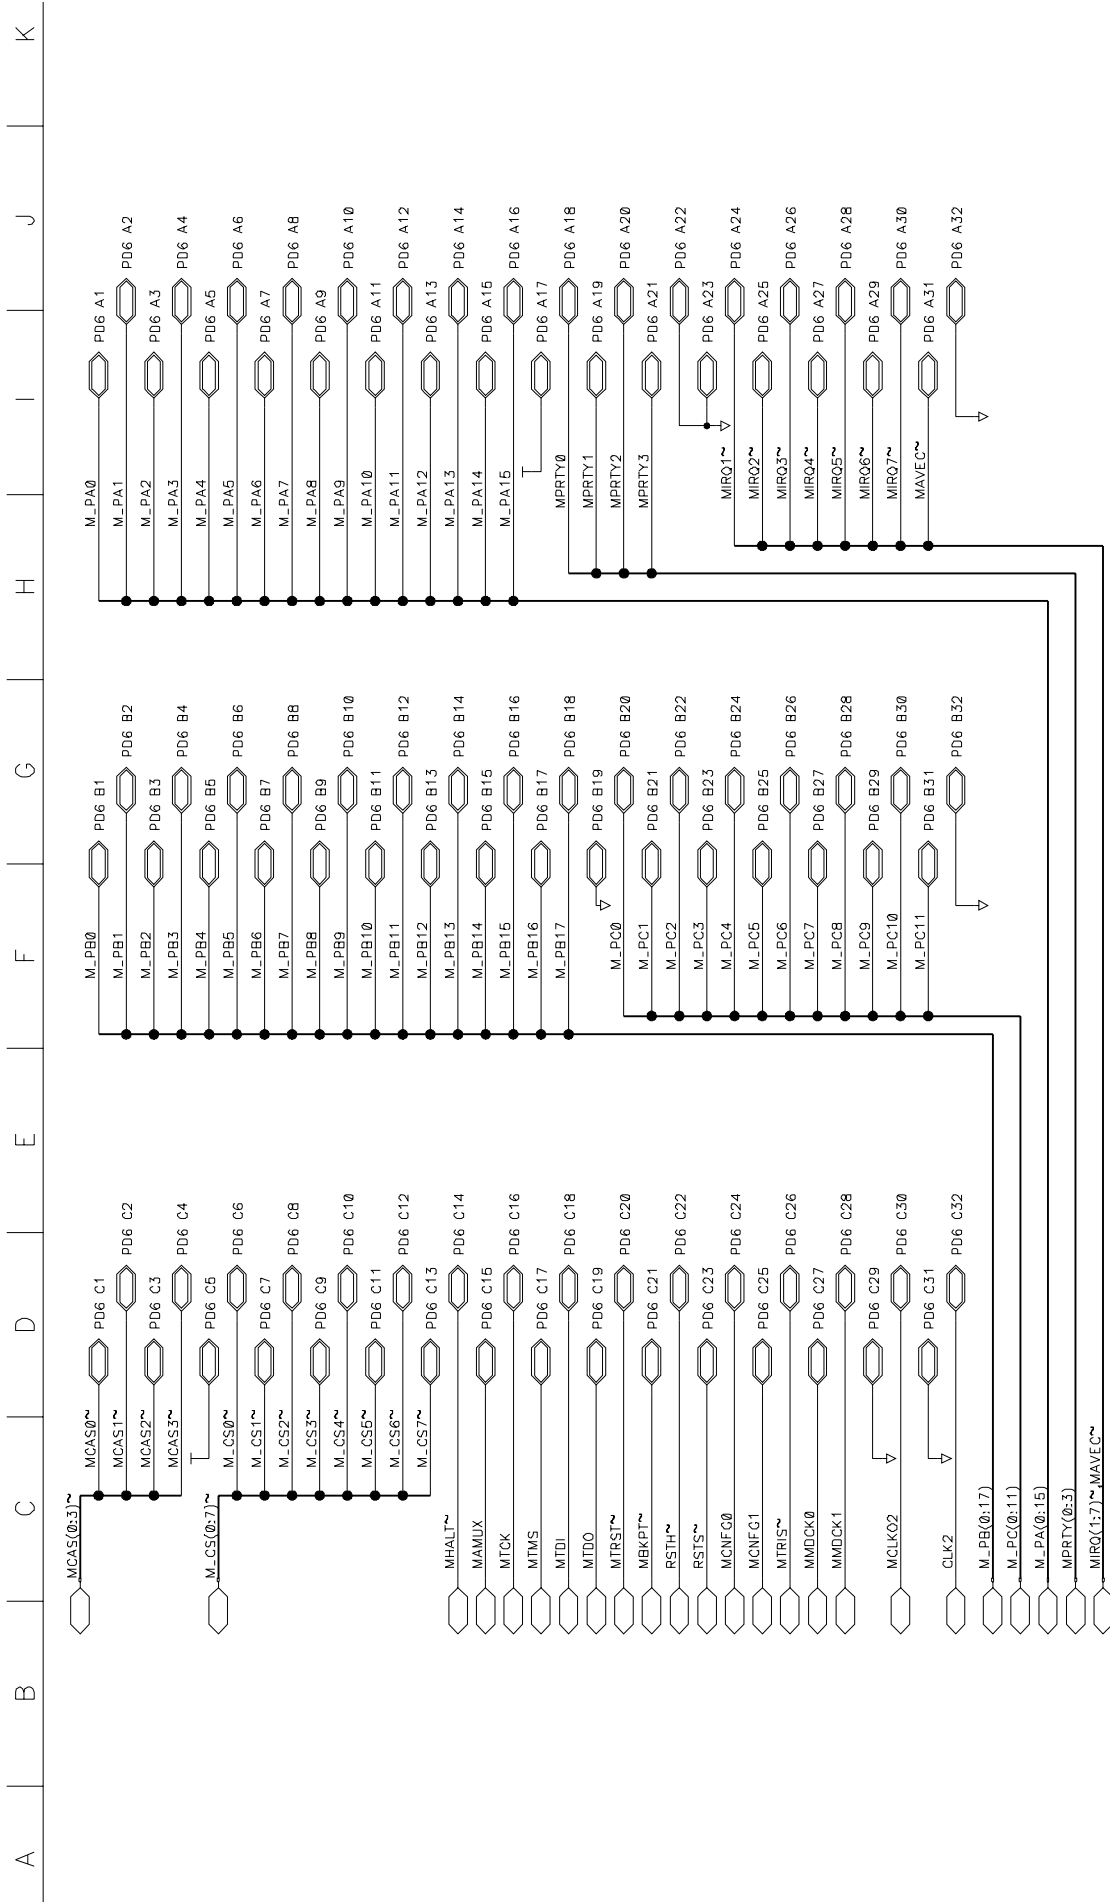 A
B
C
D
E
F
G
H
I
J
K
MCAS(0:3)~
MCAS0~ PD6 C1
MCAS1~ PD6 C2
MCAS2~ PD6 C3
MCAS3~ PD6 C4
PD6 C5
M_CS(0:7)~
M_CS0~ PD6 C6
M_CS1~ PD6 C7
M_CS2~ PD6 C8
M_CS3~ PD6 C9
M_CS4~ PD6 C10
M_CS5~ PD6 C11
M_CS6~ PD6 C12
M_CS7~ PD6 C13
MHALT~ PD6 C14
MAMUX PD6 C15
MTCK PD6 C16
MTMS PD6 C17
MTDI PD6 C18
MTDO PD6 C19
MTRST~ PD6 C20
MBKPT~ PD6 C21
RSTH~ PD6 C22
RSTS~ PD6 C23
MCNFG0 PD6 C24
MCNFG1 PD6 C25
MTRIS~ PD6 C26
MMDCK0 PD6 C27
MMDCK1 PD6 C28
PD6 C29
MCLKO2 PD6 C30
PD6 C31
CLK2 PD6 C32
M_PB(0:17)
M_PC(0:11)
M_PA(0:15)
MPRTY(0:3)
MIRQ(1:7)~,MAVEC~
M_PB0 PD6 B1
M_PB1 PD6 B2
M_PB2 PD6 B3
M_PB3 PD6 B4
M_PB4 PD6 B5
M_PB5 PD6 B6
M_PB6 PD6 B7
M_PB7 PD6 B8
M_PB8 PD6 B9
M_PB9 PD6 B10
M_PB10 PD6 B11
M_PB11 PD6 B12
M_PB12 PD6 B13
M_PB13 PD6 B14
M_PB14 PD6 B15
M_PB15 PD6 B16
M_PB16 PD6 B17
M_PB17 PD6 B18
PD6 B19
M_PC0 PD6 B20
M_PC1 PD6 B21
M_PC2 PD6 B22
M_PC3 PD6 B23
M_PC4 PD6 B24
M_PC5 PD6 B25
M_PC6 PD6 B26
M_PC7 PD6 B27
M_PC8 PD6 B28
M_PC9 PD6 B29
M_PC10 PD6 B30
M_PC11 PD6 B31
PD6 B32
M_PA0 PD6 A1
M_PA1 PD6 A2
M_PA2 PD6 A3
M_PA3 PD6 A4
M_PA4 PD6 A5
M_PA5 PD6 A6
M_PA6 PD6 A7
M_PA7 PD6 A8
M_PA8 PD6 A9
M_PA9 PD6 A10
M_PA10 PD6 A11
M_PA11 PD6 A12
M_PA12 PD6 A13
M_PA13 PD6 A14
M_PA14 PD6 A15
M_PA15 PD6 A16
PD6 A17
MPRTY0 PD6 A18
MPRTY1 PD6 A19
MPRTY2 PD6 A20
MPRTY3 PD6 A21
PD6 A22
PD6 A23
MIRQ1~ PD6 A24
MIRQ2~ PD6 A25
MIRQ3~ PD6 A26
MIRQ4~ PD6 A27
MIRQ5~ PD6 A28
MIRQ6~ PD6 A29
MIRQ7~ PD6 A30
MAVEC~ PD6 A31
PD6 A32